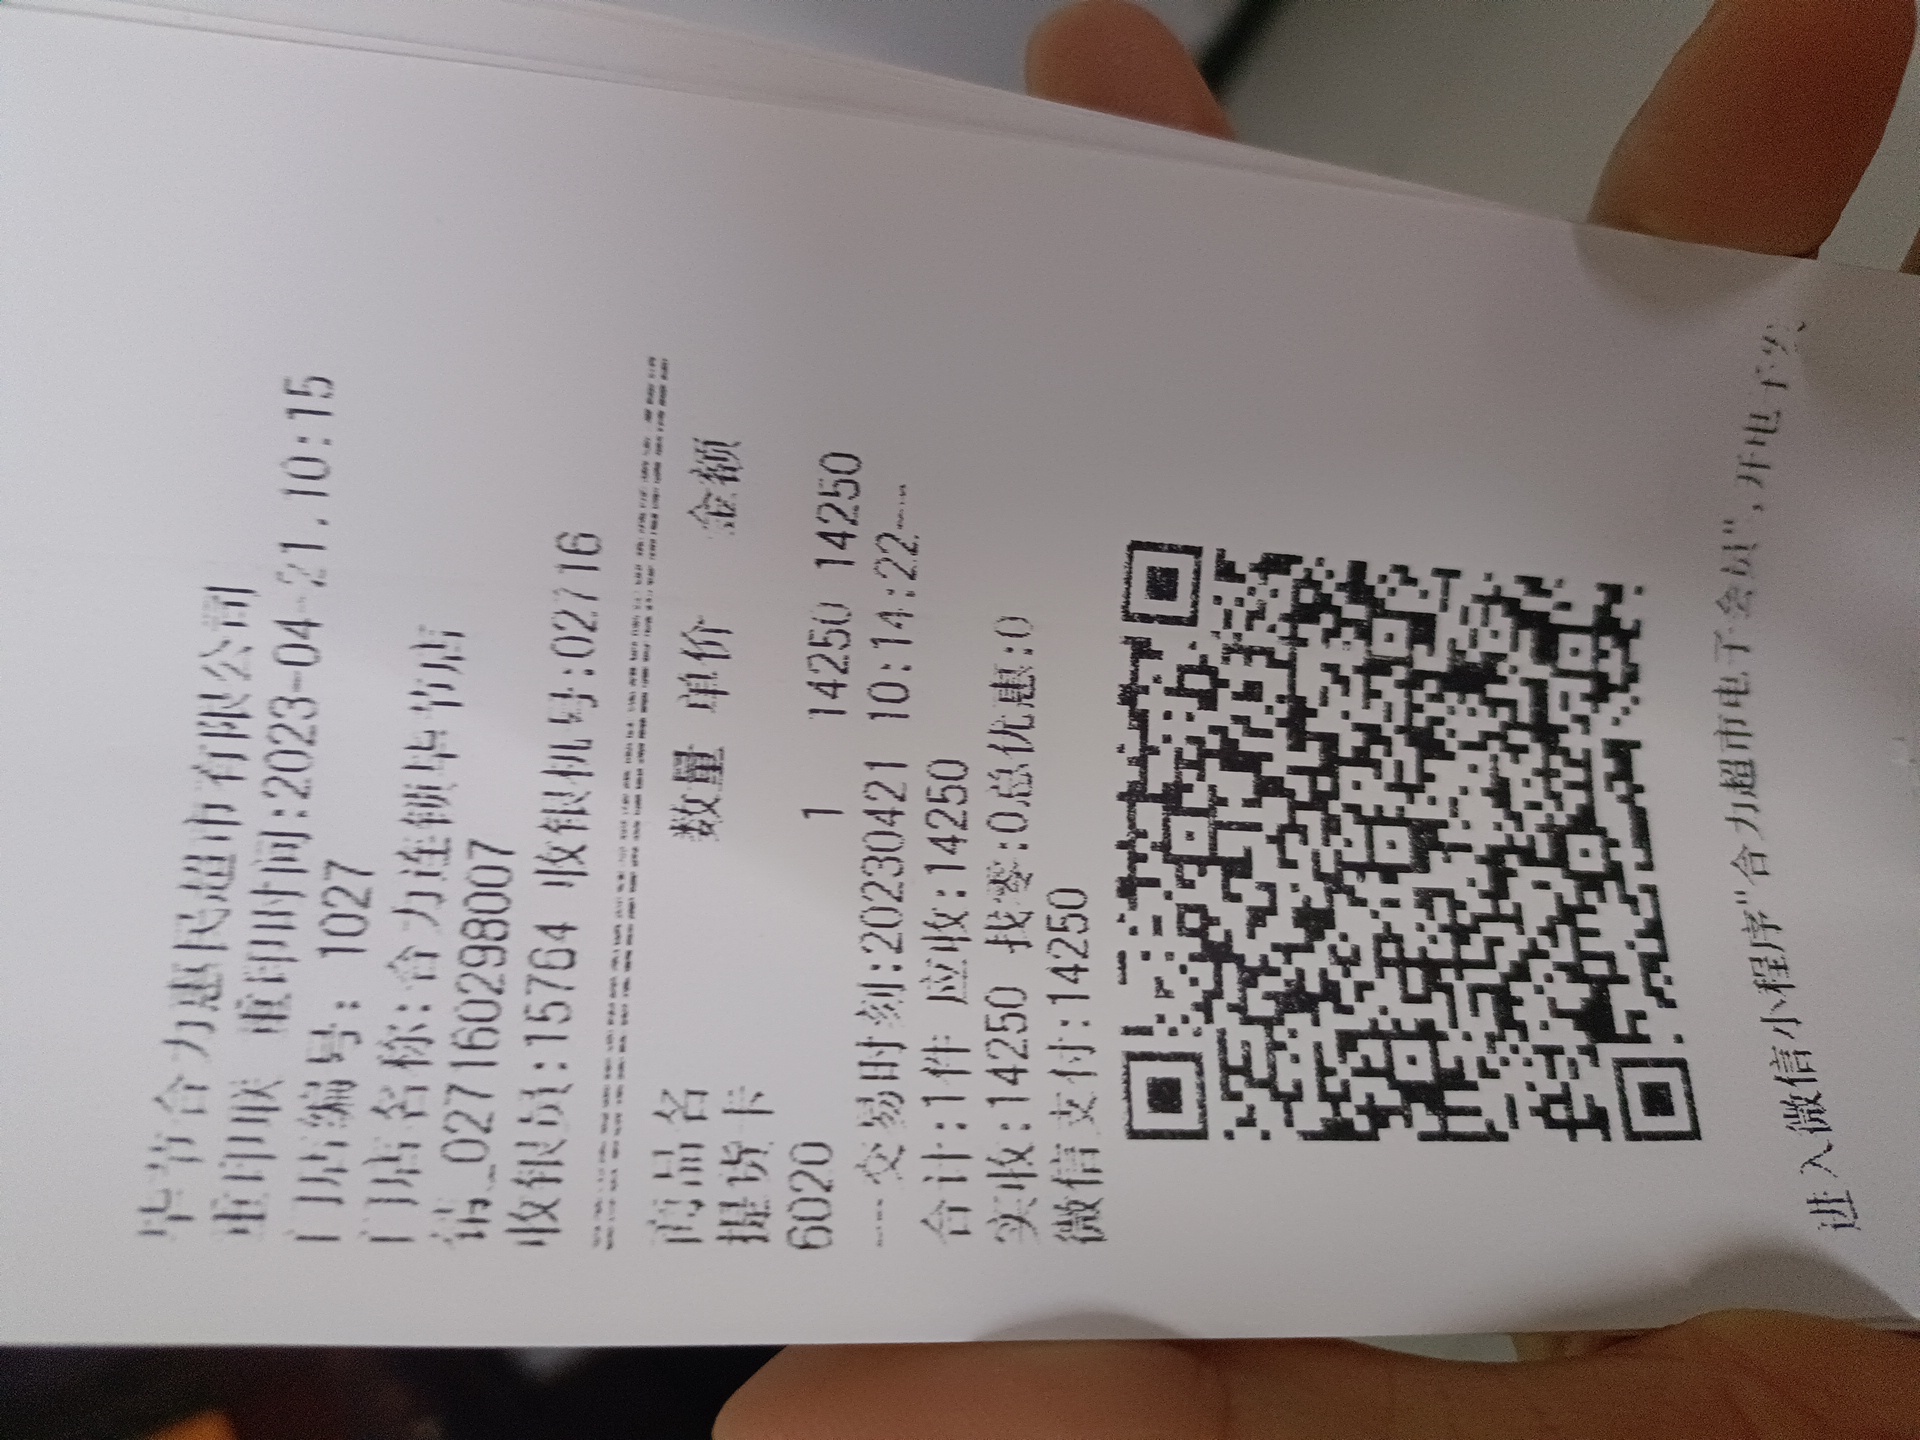 毕节合力惠民超市有限公司
重印联 重印时间:2023-04-21,10:15
门店编号: 1027
门店名称:合力连锁毕节店
销_027160298007
收银员:15764 收银机号:02716
商品名 数量 单价 金额
提货卡
6020 1 14250 14250
---交易时刻:20230421 10:14:22---
合计:1件 应收:14250
实收:14250 找零:0总优惠:0
微信支付:14250
进入微信小程序"合力超市电子会员",开电子发